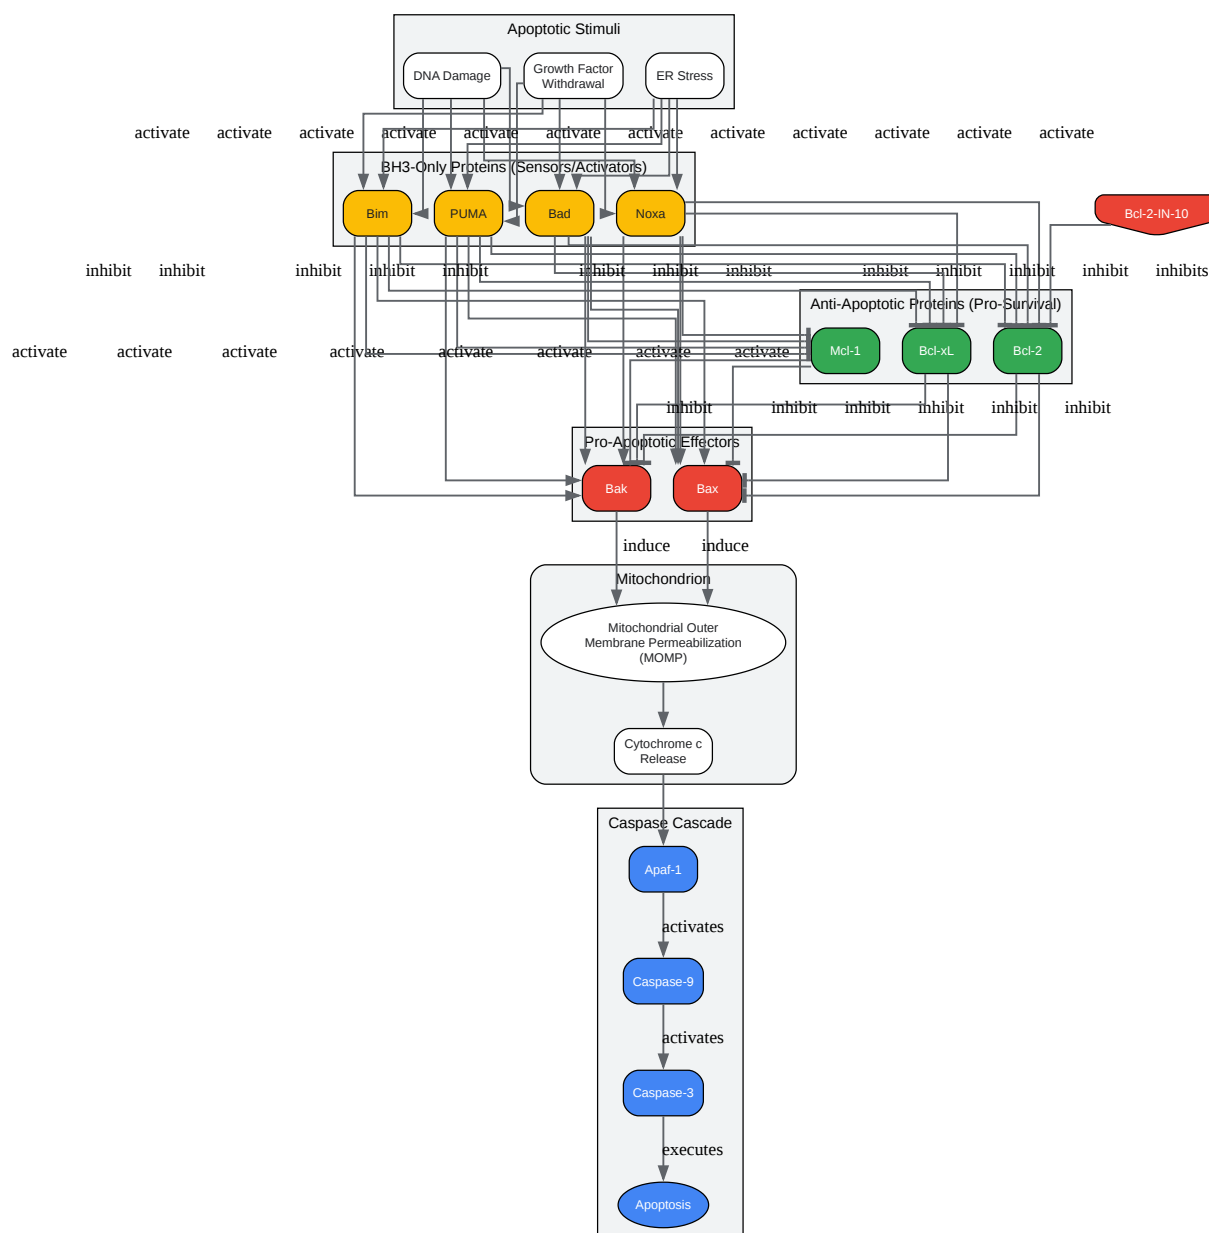 Apoptotic Stimuli
DNA Damage
Growth Factor
Withdrawal
ER Stress
activate activate activate activate activate activate activate activate activate activate activate activate
BH3-Only Proteins (Sensors/Activators)
Bim
PUMA
Bad
Noxa
Bcl-2-IN-10
inhibit inhibit inhibit inhibit inhibit inhibit inhibit inhibit inhibit inhibit inhibit inhibit inhibits
Anti-Apoptotic Proteins (Pro-Survival)
activate activate activate activate activate activate activate activate
Mcl-1
Bcl-xL
Bcl-2
inhibit inhibit inhibit inhibit inhibit inhibit
Pro-Apoptotic Effectors
Bak
Bax
induce induce
Mitochondrion
Mitochondrial Outer
Membrane Permeabilization
(MOMP)
Cytochrome c
Release
Caspase Cascade
Apaf-1
activates
Caspase-9
activates
Caspase-3
executes
Apoptosis